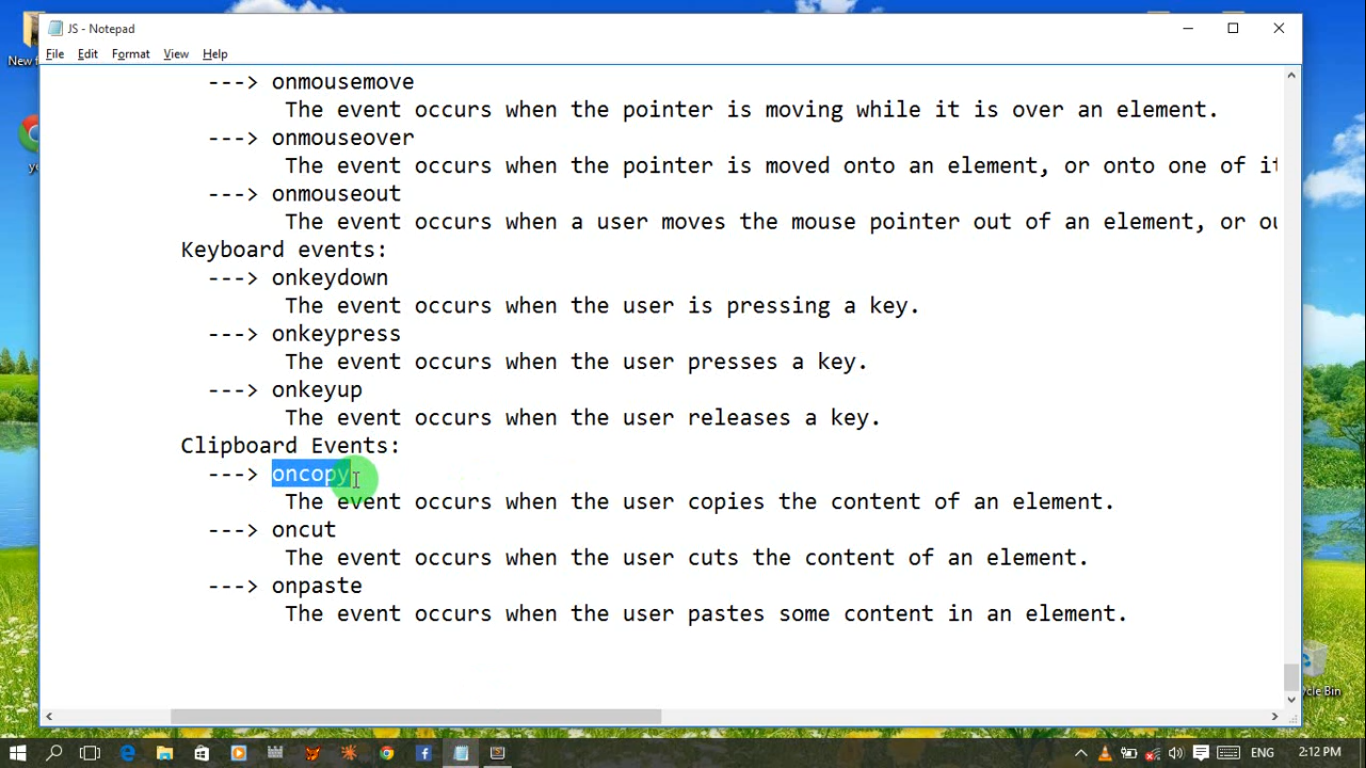 New
JS - Notepad
File Edit Format View Help
---> onmousemove
The event occurs when the pointer is moving while it is over an element.
---> onmouseover
The event occurs when the pointer is moved onto an element, or onto one of
---> onmouseout
The event occurs when a user moves the mouse pointer out of an element, or
Keyboard events:
---> onkeydown
The event occurs when the user is pressing a key.
---> onkeypress
The event occurs when the user presses a key.
---> onkeyup
The event occurs when the user releases a key.
Clipboard Events:
---> oncopy
The event occurs when the user copies the content of an element.
---> oncut
The event occurs when the user cuts the content of an element.
---> onpaste
The event occurs when the user pastes some content in an element.
Bin
ENG 2:12 PM